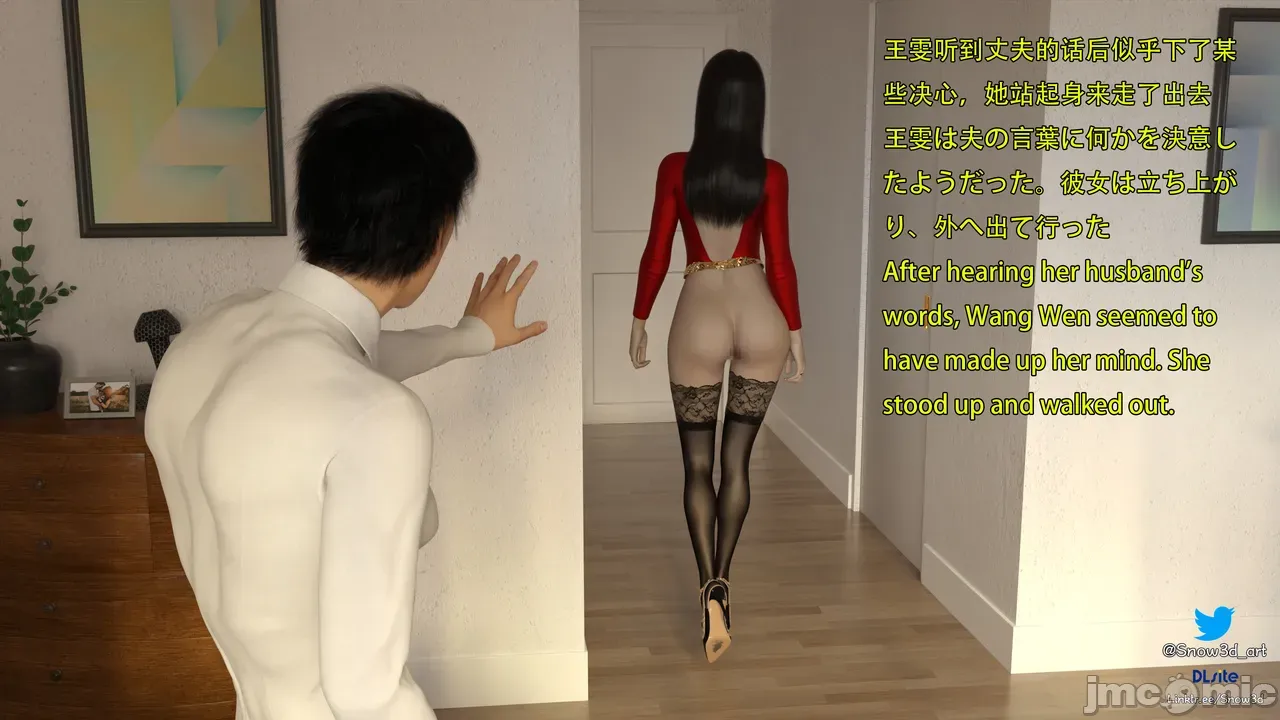 王雯听到丈夫的话后似乎下了某
些决心，她站起身来走了出去
王雯は夫の言葉に何かを決意し
たようだった。彼女は立ち上が
り、外へ出て行った
After hearing her husband's
words, Wang Wen seemed to
have made up her mind. She
stood up and walked out.
@Snow3d_art
DLsite
jmcomic
Linktr.ee/Snow3d